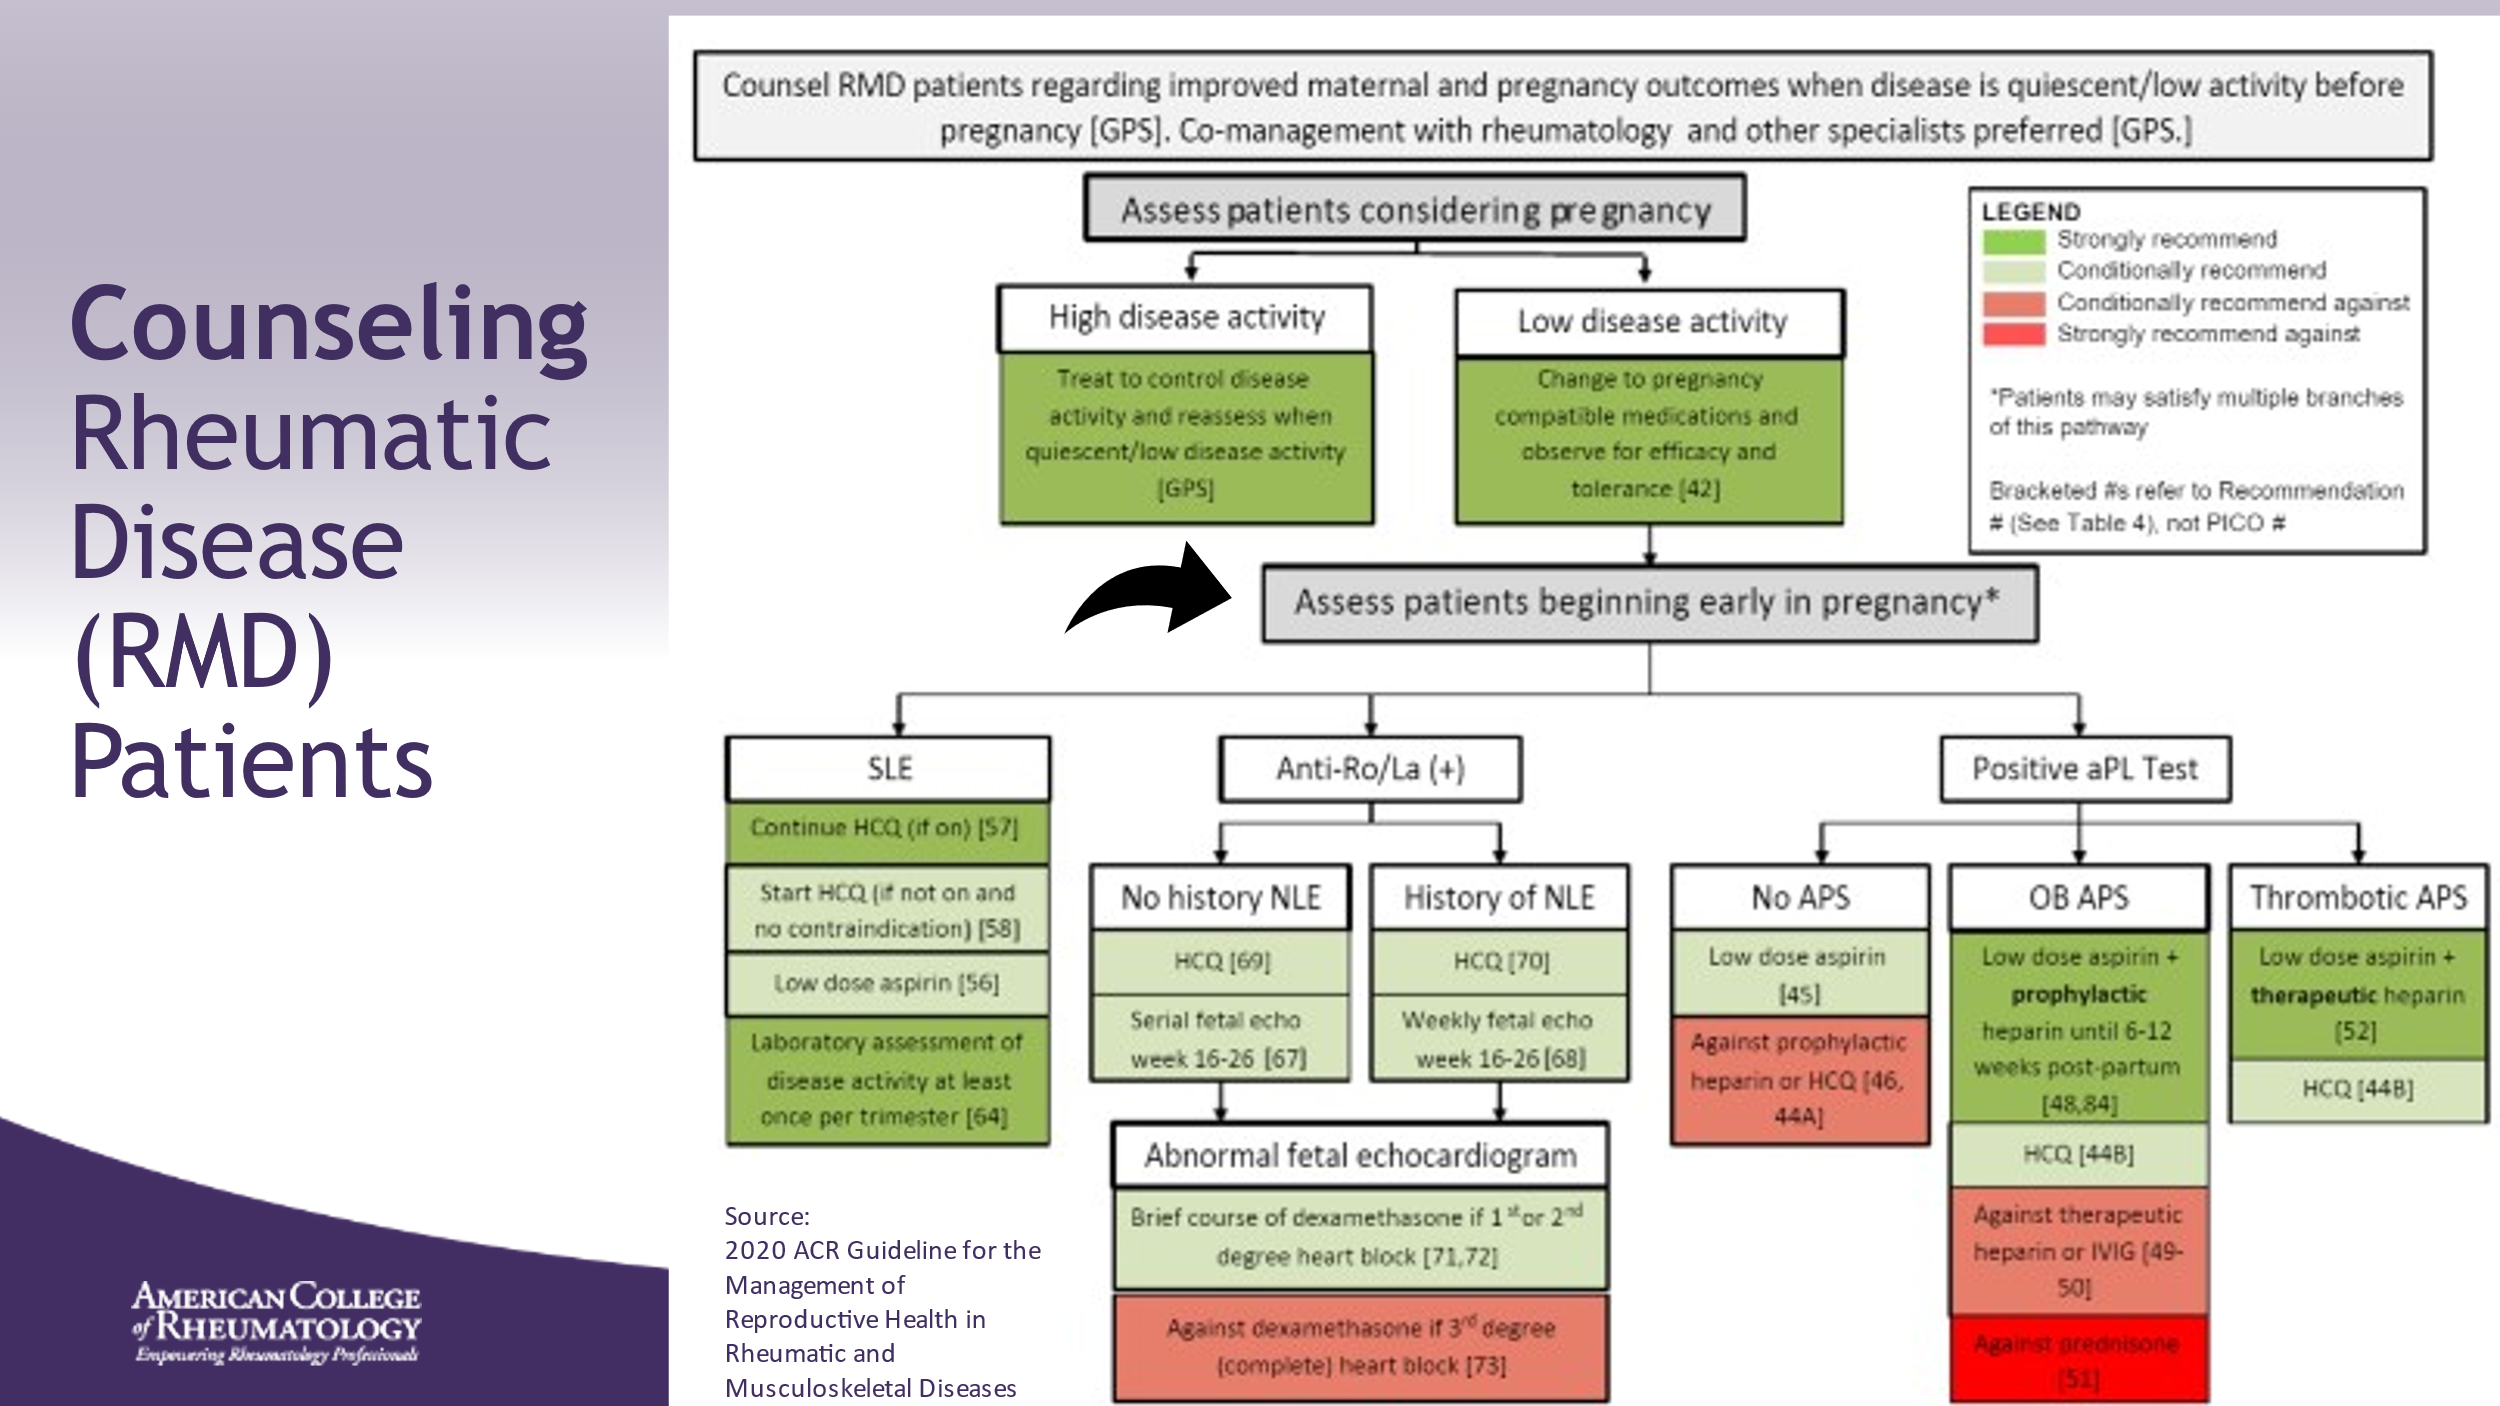 Counseling
Rheumatic
Disease
(RMD)
Patients
AMERICAN COLLEGE
of RHEUMATOLOGY
Empowering Rheumatology Professionals
Counsel RMD patients regarding improved maternal and pregnancy outcomes when disease is quiescent/low activity before
pregnancy [GPS]. Co-management with rheumatology and other specialists preferred [GPS.]
Assess patients considering pregnancy
LEGEND
Strongly recommend
Conditionally recommend
Conditionally recommend against
Strongly recommend against
*Patients may satisfy multiple branches
of this pathway
Bracketed #s refer to Recommendation
# (See Table 4), not PICO #
High disease activity
Treat to control disease
activity and reassess when
quiescent/low disease activity
[GPS]
Low disease activity
Change to pregnancy
compatible medications and
observe for efficacy and
tolerance [42]
Assess patients beginning early in pregnancy*
SLE
Continue HCQ (if on) [57]
Start HCQ (if not on and
no contraindication) [58]
Low dose aspirin [56]
Laboratory assessment of
disease activity at least
once per trimester [64]
Anti-Ro/La (+)
No history NLE
HCQ [69]
Serial fetal echo
week 16-26 [67]
History of NLE
HCQ [70]
Weekly fetal echo
week 16-26 [68]
Abnormal fetal echocardiogram
Brief course of dexamethasone if 1st or 2nd
degree heart block [71,72]
Against dexamethasone if 3rd degree
(complete) heart block [73]
Positive aPL Test
No APS
Low dose aspirin
[45]
Against prophylactic
heparin or HCQ [46,
44A]
OB APS
Low dose aspirin +
prophylactic
heparin until 6-12
weeks post-partum
[48,84]
HCQ [44B]
Against therapeutic
heparin or IVIG [49-
50]
Against prednisone
[51]
Thrombotic APS
Low dose aspirin +
therapeutic heparin
[52]
HCQ [44B]
Source:
2020 ACR Guideline for the
Management of
Reproductive Health in
Rheumatic and
Musculoskeletal Diseases